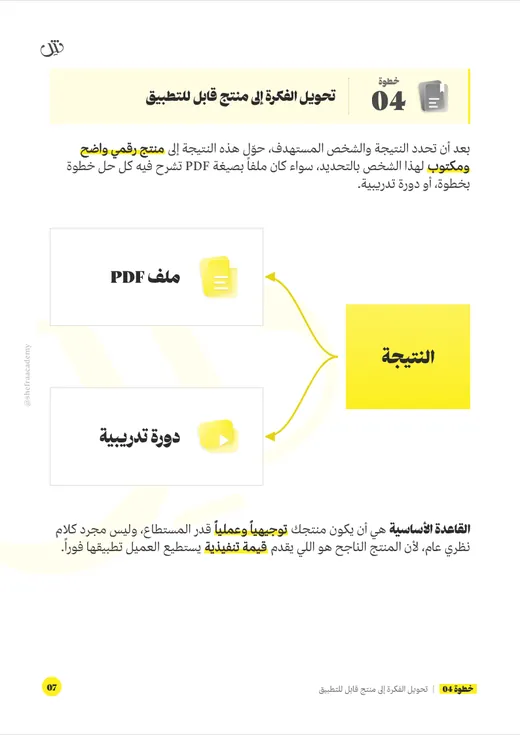 خطوة
04
تحويل الفكرة إلى منتج قابل للتطبيق
بعد أن تحدد النتيجة والشخص المستهدف، حوّل هذه النتيجة إلى منتج رقمي واضح
ومكتوب لهذا الشخص بالتحديد، سواء كان ملفاً بصيغة PDF تشرح فيه كل حل خطوة
بخطوة، أو دورة تدريبية.
النتيجة
ملف PDF
دورة تدريبية
@shefraacademy
القاعدة الأساسية هي أن يكون منتجك توجيهياً وعملياً قدر المستطاع، وليس مجرد كلام
نظري عام، لأن المنتج الناجح هو اللي يقدم قيمة تنفيذية يستطيع العميل تطبيقها فوراً.
خطوة 04 | تحويل الفكرة إلى منتج قابل للتطبيق
07